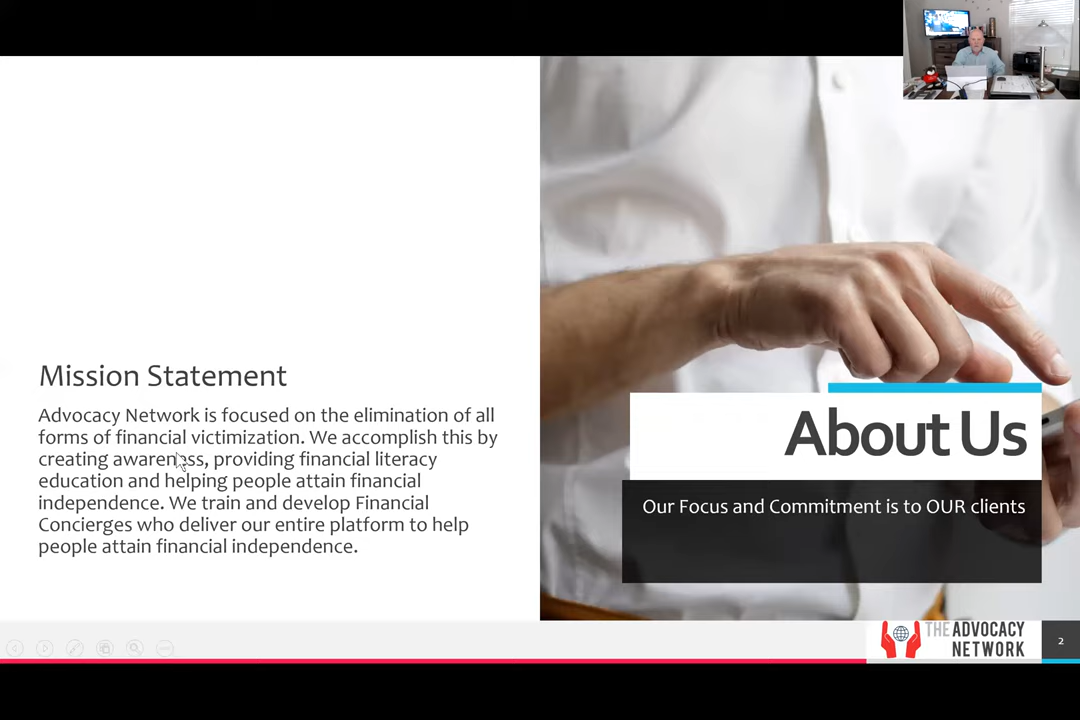 Mission Statement
Advocacy Network is focused on the elimination of all
forms of financial victimization. We accomplish this by
creating awareness, providing financial literacy
education and helping people attain financial
independence. We train and develop Financial
Concierges who deliver our entire platform to help
people attain financial independence.
About Us
Our Focus and Commitment is to OUR clients
THE ADVOCACY
NETWORK
2